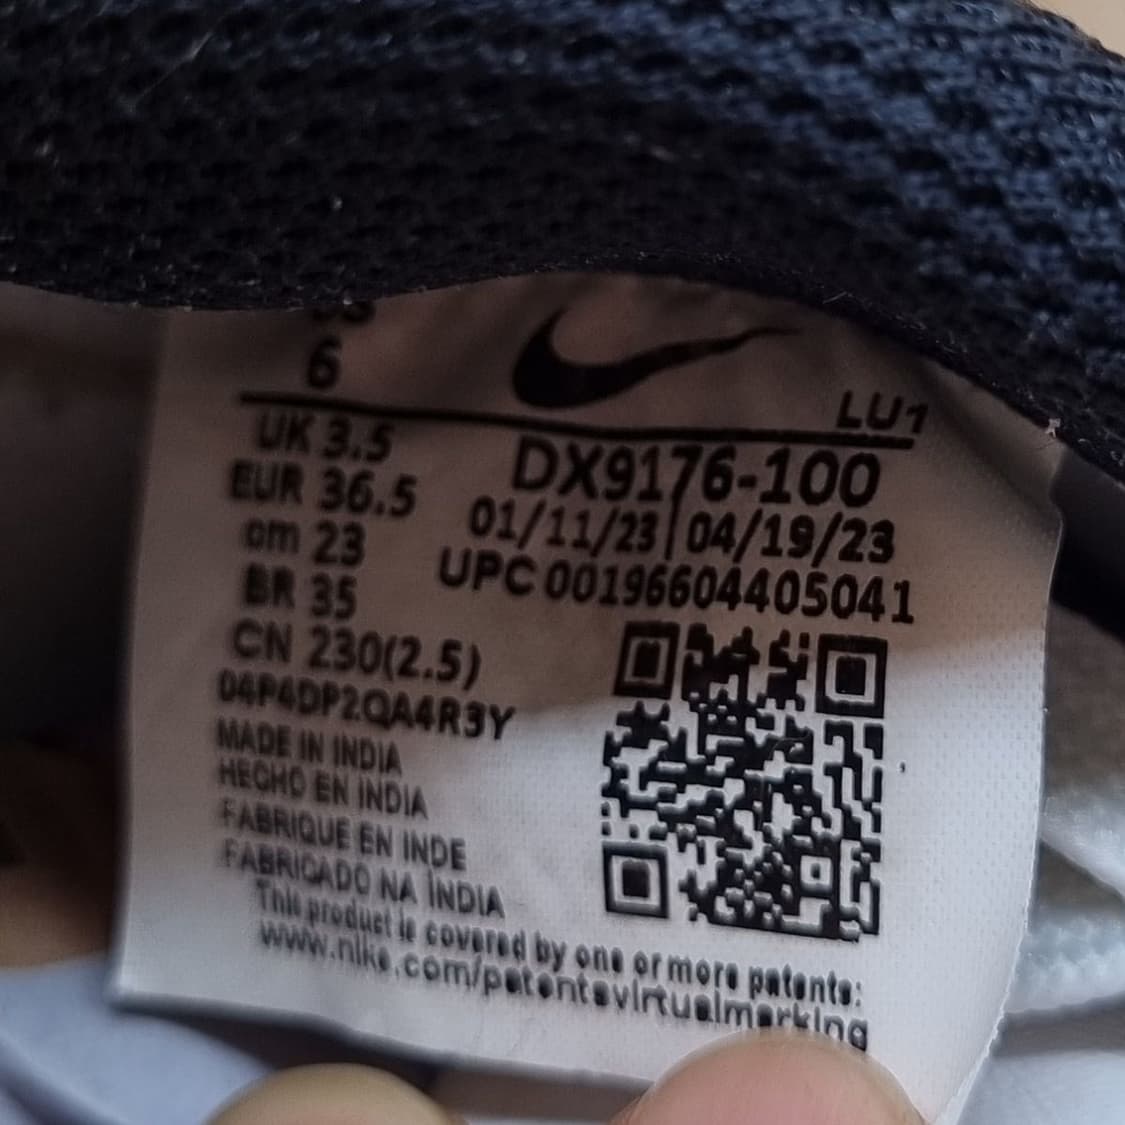 US
6
LU1
UK 3.5
EUR 36.5
cm 23
BR 35
CN 230(2.5)
DX9176-100
01/11/23|04/19/23
UPC 00196604405041
04P4DP2QA4R3Y
MADE IN INDIA
HECHO EN INDIA
FABRIQUE EN INDE
FABRICADO NA ÍNDIA
This product is covered by one or more patents:
www.nike.com/patentsvirtualmarking